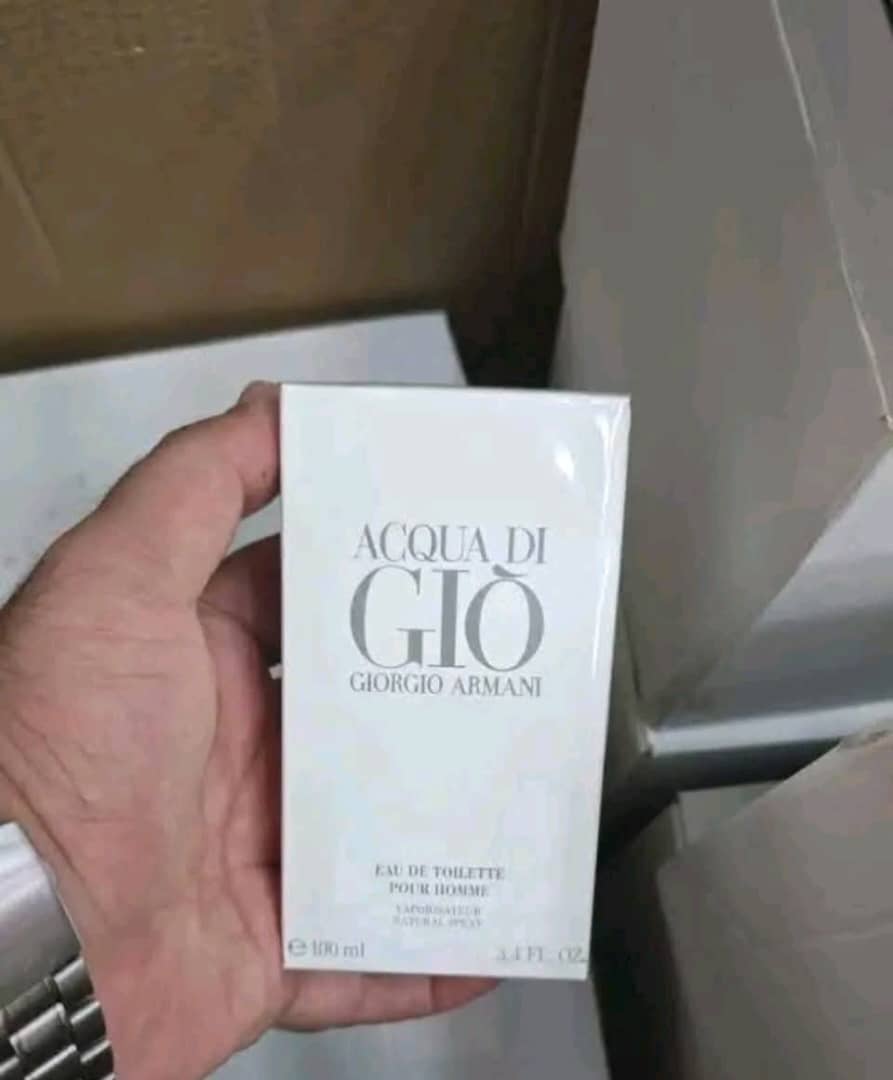 ACQUA DI
GIÒ
GIORGIO ARMANI
EAU DE TOILETTE
POUR HOMME
VAPORISATEUR
NATURAL SPRAY
℮ 100 ml
3.4 FL. OZ.